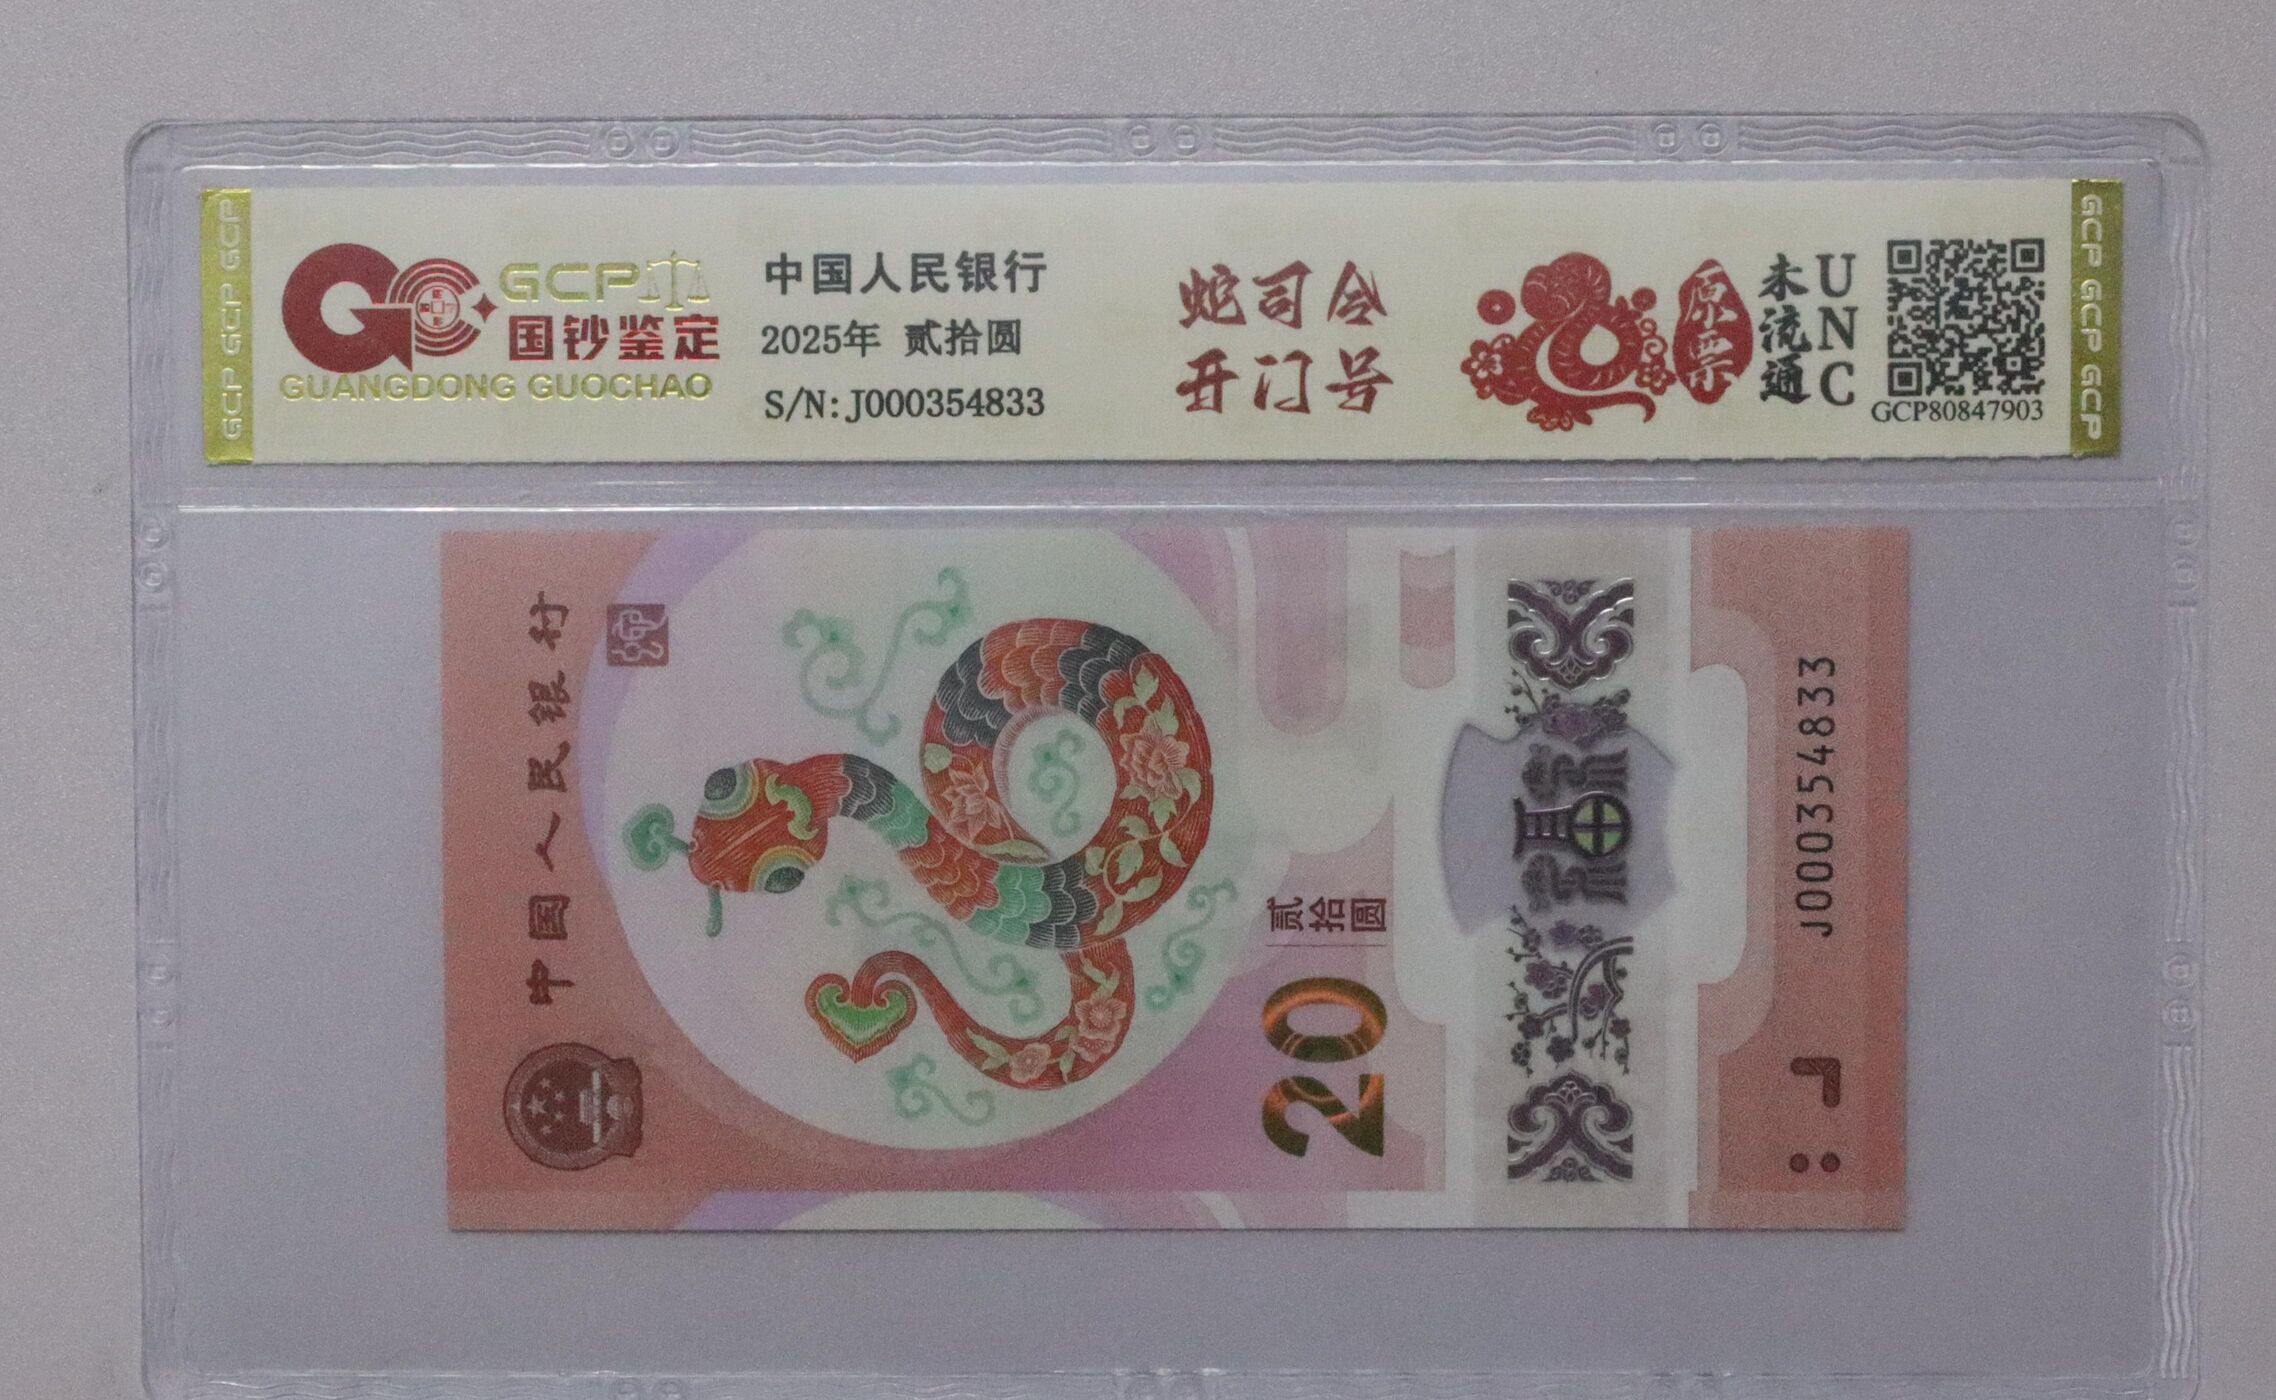 GCP GCP GCP
GCP
国钞鉴定
GUANGDONG GUOCHAO
中国人民银行
2025年 贰拾圆
S/N: J000354833
蛇司令
开门号
原票
未流通
UNC
GCP80847903
GCP GCP GCP
中国人民银行
20
贰拾圆
福
J000354833